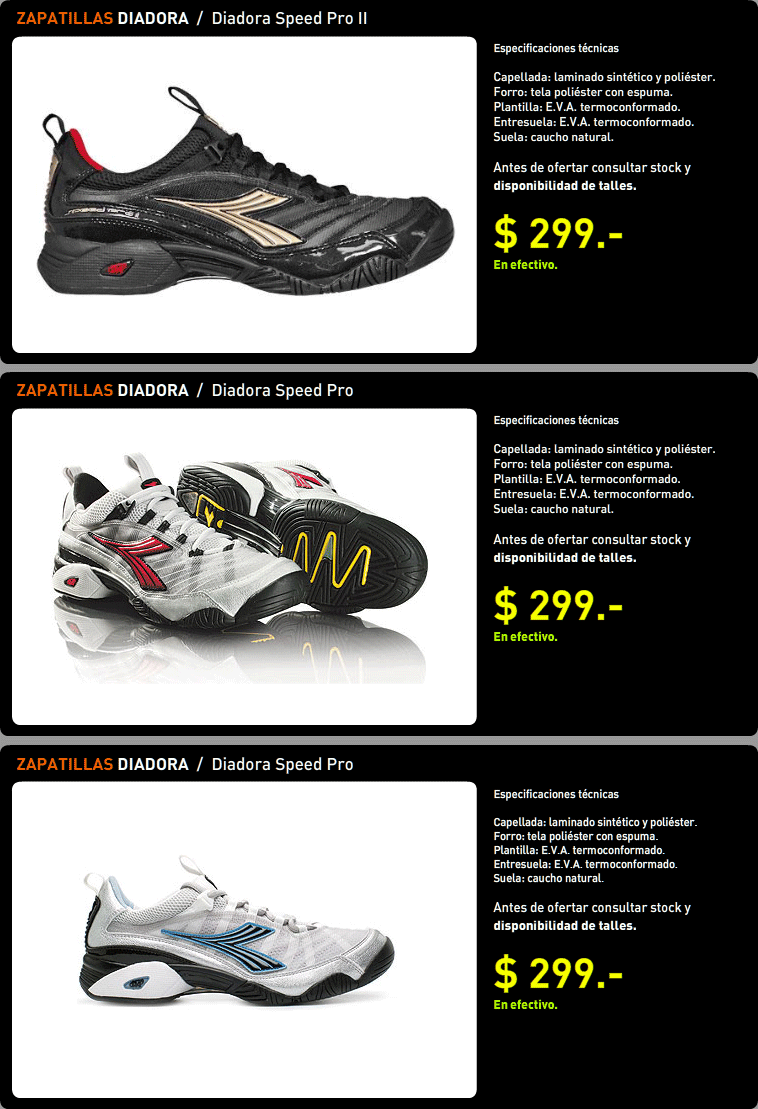 ZAPATILLAS DIADORA / Diadora Speed Pro II
Especificaciones técnicas
Capellada: laminado sintético y poliéster.
Forro: tela poliéster con espuma.
Plantilla: E.V.A. termoconformado.
Entresuela: E.V.A. termoconformado.
Suela: caucho natural.
Antes de ofertar consultar stock y
disponibilidad de talles.
$ 299.-
En efectivo.
ZAPATILLAS DIADORA / Diadora Speed Pro
Especificaciones técnicas
Capellada: laminado sintético y poliéster.
Forro: tela poliéster con espuma.
Plantilla: E.V.A. termoconformado.
Entresuela: E.V.A. termoconformado.
Suela: caucho natural.
Antes de ofertar consultar stock y
disponibilidad de talles.
$ 299.-
En efectivo.
ZAPATILLAS DIADORA / Diadora Speed Pro
Especificaciones técnicas
Capellada: laminado sintético y poliéster.
Forro: tela poliéster con espuma.
Plantilla: E.V.A. termoconformado.
Entresuela: E.V.A. termoconformado.
Suela: caucho natural.
Antes de ofertar consultar stock y
disponibilidad de talles.
$ 299.-
En efectivo.